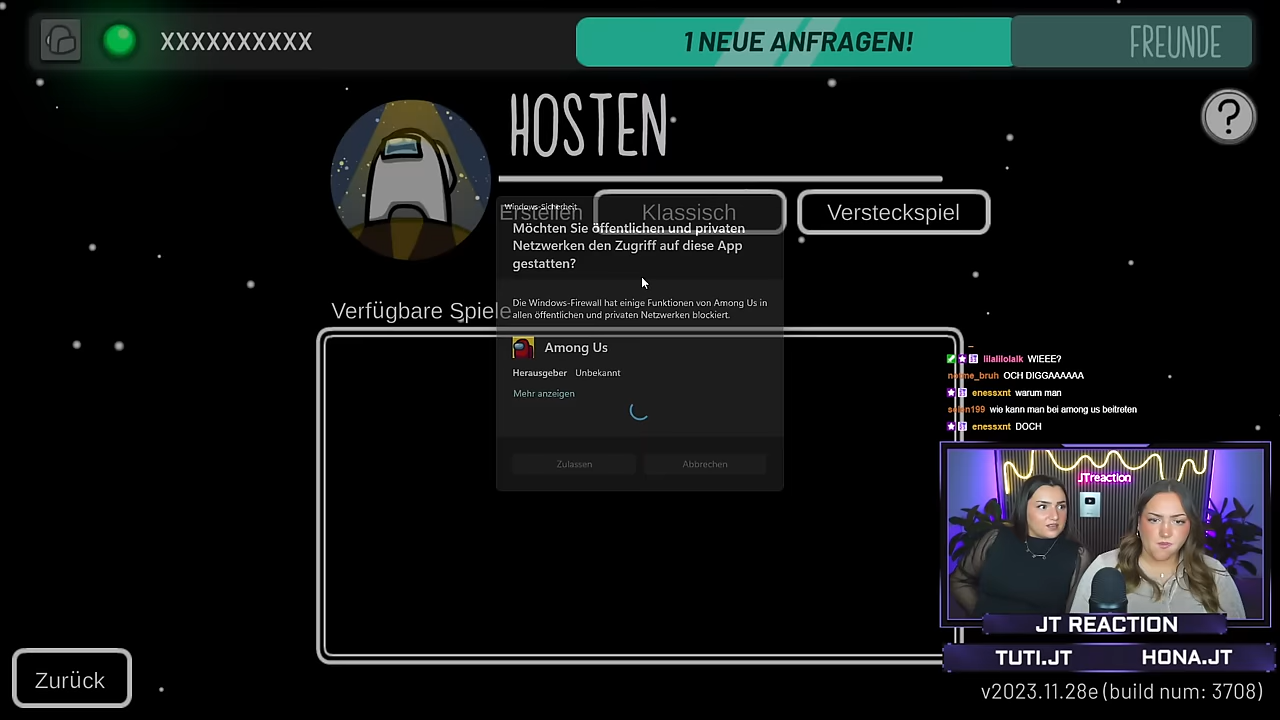 XXXXXXXXXX
1 NEUE ANFRAGEN!
FREUNDE
HOSTEN
?
Windows-Sicherheit
Erstellen
Klassisch
Versteckspiel
Möchten Sie öffentlichen und privaten
Netzwerken den Zugriff auf diese App
gestatten?
Die Windows-Firewall hat einige Funktionen von Among Us in
allen öffentlichen und privaten Netzwerken blockiert.
Verfügbare Spiele
Among Us
Herausgeber Unbekannt
Mehr anzeigen
Zulassen
Abbrechen
lilalilolalk WIEEE?
OCH DIGGAAAAAA
enessxnt warum man
wie kann man bei among us beitreten
enessxnt DOCH
JTreaction
JT REACTION
TUTI.JT
HONA.JT
Zurück
v2023.11.28e (build num: 3708)